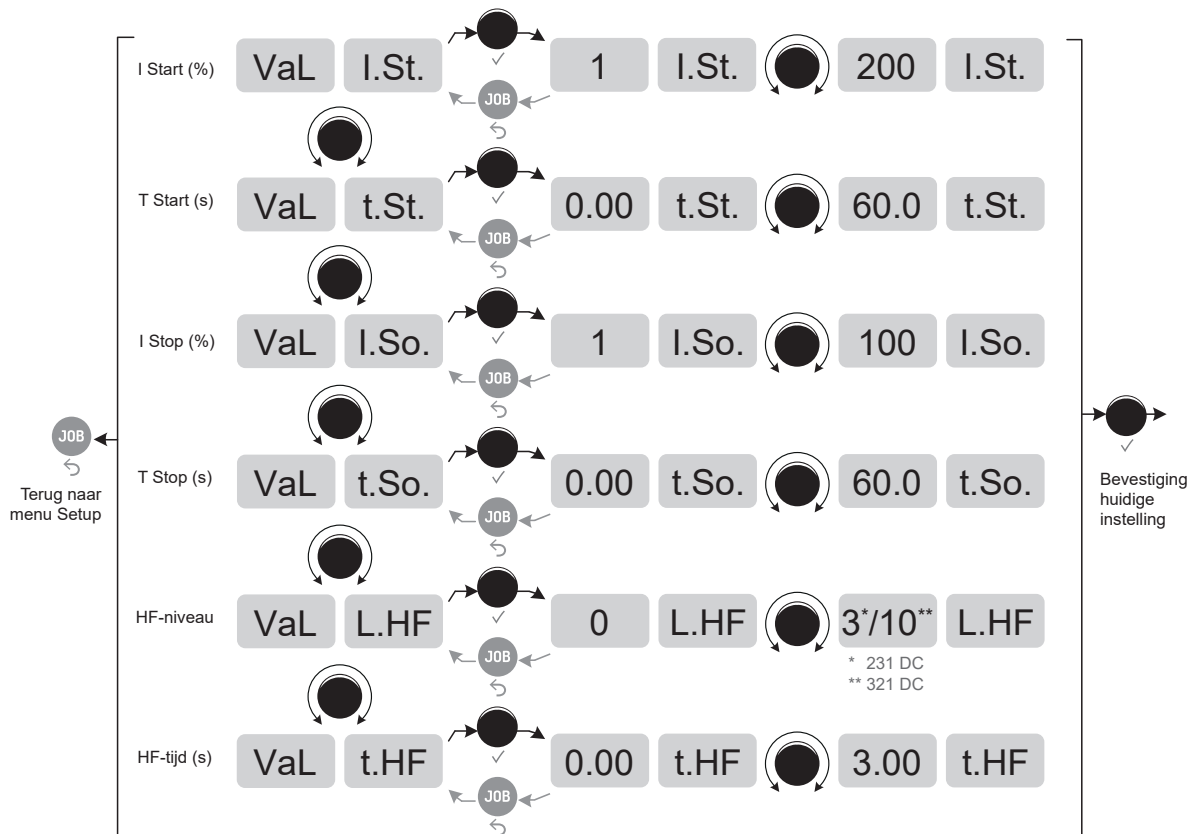 I Start (%) VaL I.St. 1 I.St. 200 I.St.
JOB
T Start (s) VaL t.St. 0.00 t.St. 60.0 t.St.
JOB
I Stop (%) VaL I.So. 1 I.So. 100 I.So.
JOB
JOB
Terug naar
menu Setup
Bevestiging
huidige
instelling
T Stop (s) VaL t.So. 0.00 t.So. 60.0 t.So.
JOB
HF-niveau VaL L.HF 0 L.HF 3*/10** L.HF
JOB
* 231 DC
** 321 DC
HF-tijd (s) VaL t.HF 0.00 t.HF 3.00 t.HF
JOB